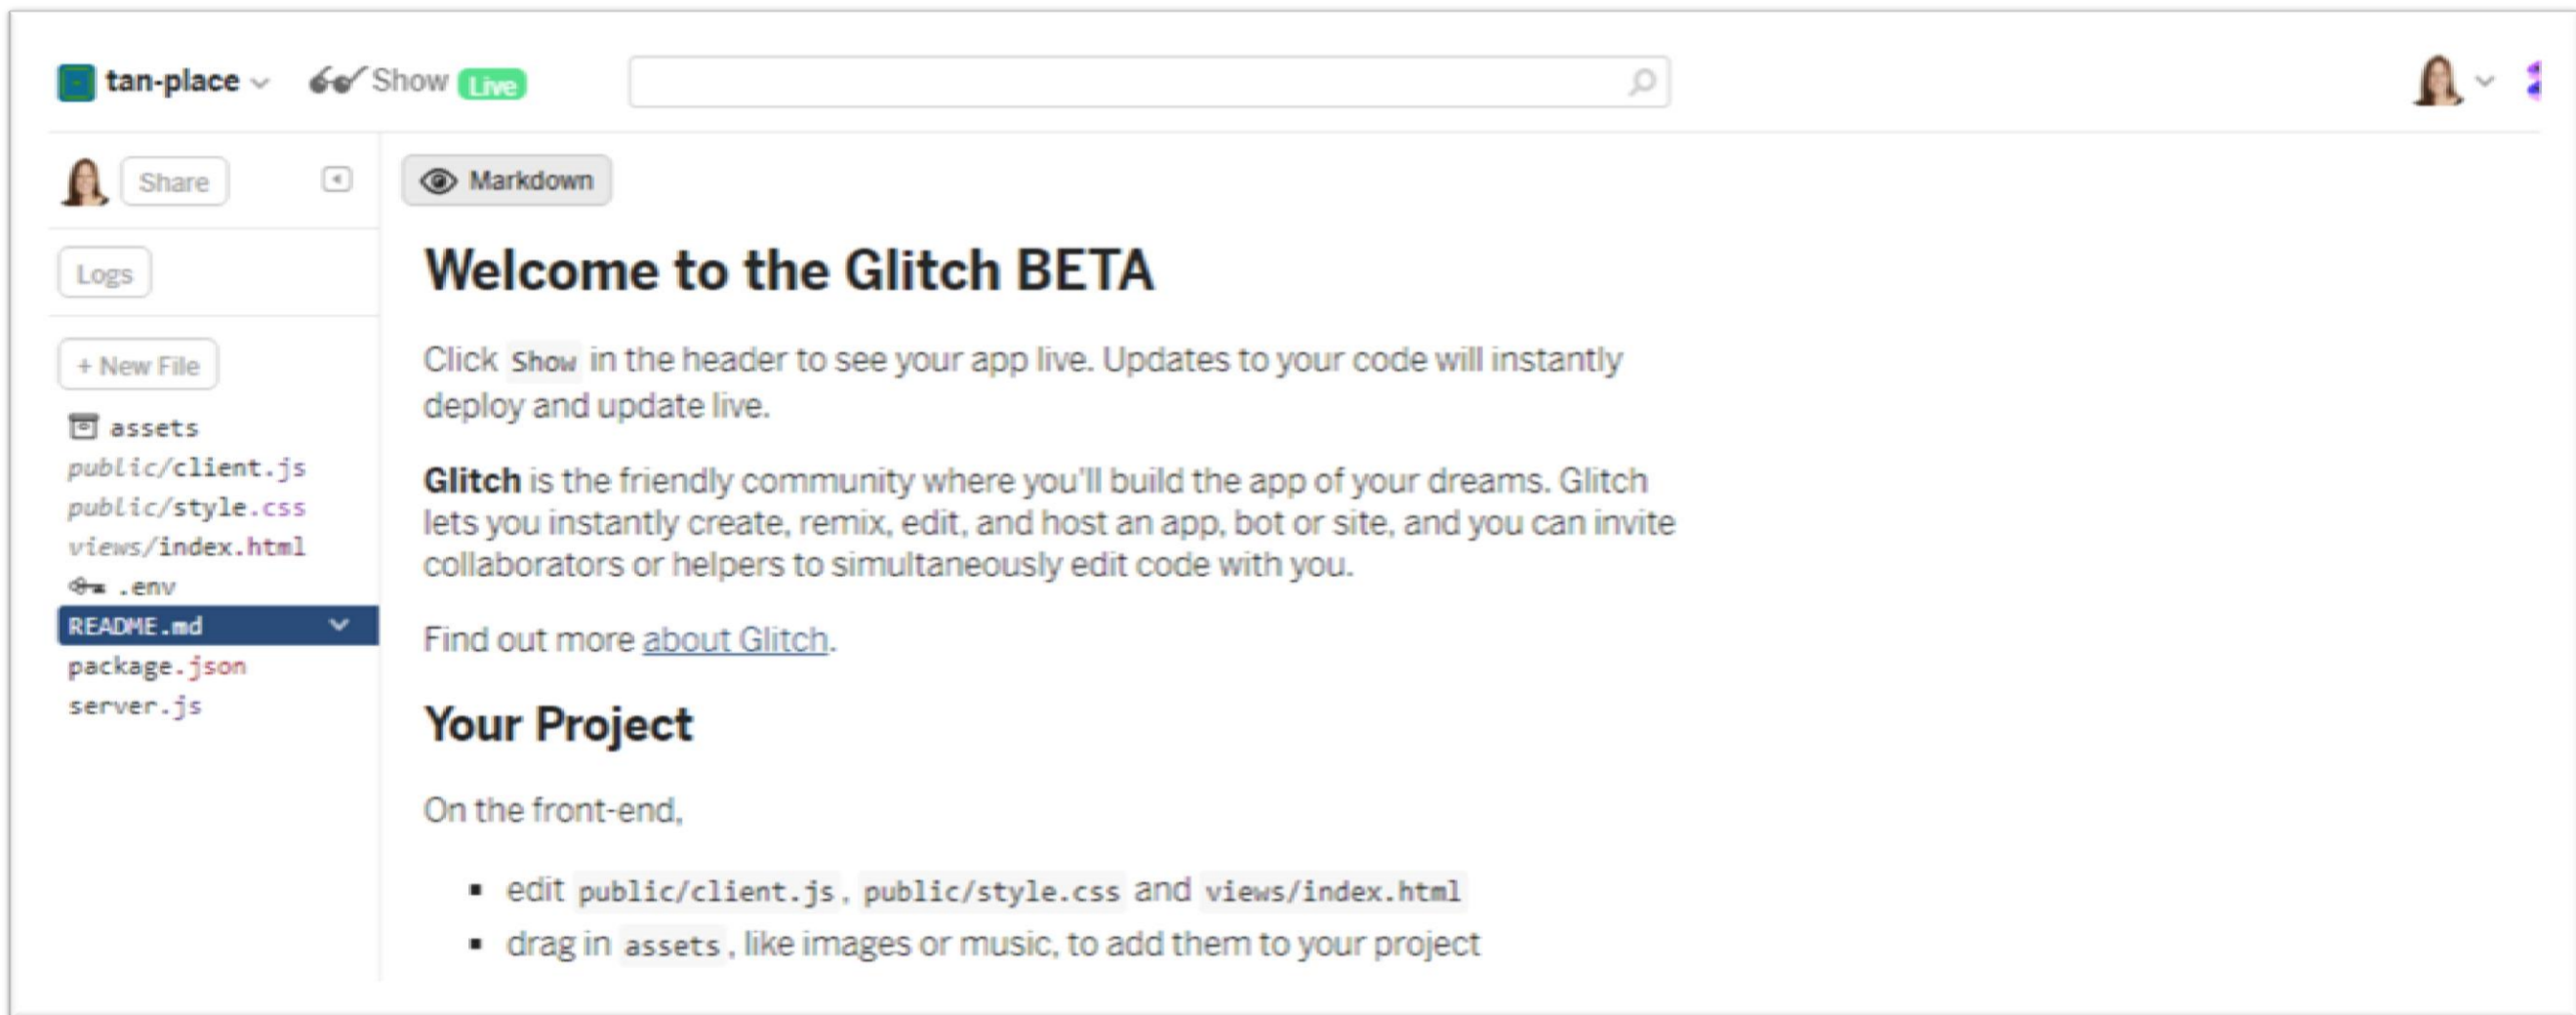 tan-place Show Live
Share
Markdown
Logs
+ New File
assets
public/client.js
public/style.css
views/index.html
.env
README.md
package.json
server.js
Welcome to the Glitch BETA
Click Show in the header to see your app live. Updates to your code will instantly
deploy and update live.
Glitch is the friendly community where you'll build the app of your dreams. Glitch
lets you instantly create, remix, edit, and host an app, bot or site, and you can invite
collaborators or helpers to simultaneously edit code with you.
Find out more about Glitch.
Your Project
On the front-end,
▪ edit public/client.js, public/style.css and views/index.html
▪ drag in assets, like images or music, to add them to your project